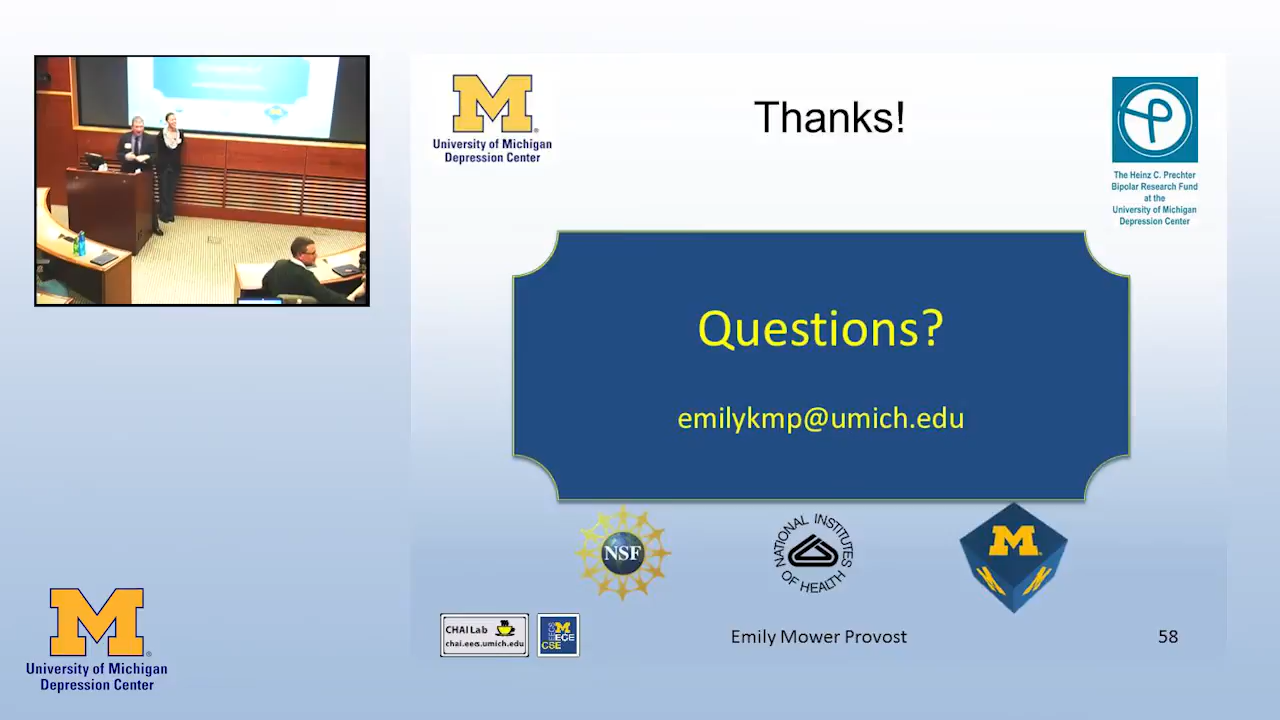 M
University of Michigan
Depression Center
Thanks!
P
The Heinz C. Prechter
Bipolar Research Fund
at the
University of Michigan
Depression Center
Questions?
emilykmp@umich.edu
NSF
NATIONAL INSTITUTES
OF HEALTH
M
CHAI Lab
chai.eecs.umich.edu
EECS
M
ECE
CSE
Emily Mower Provost
58
M
University of Michigan
Depression Center